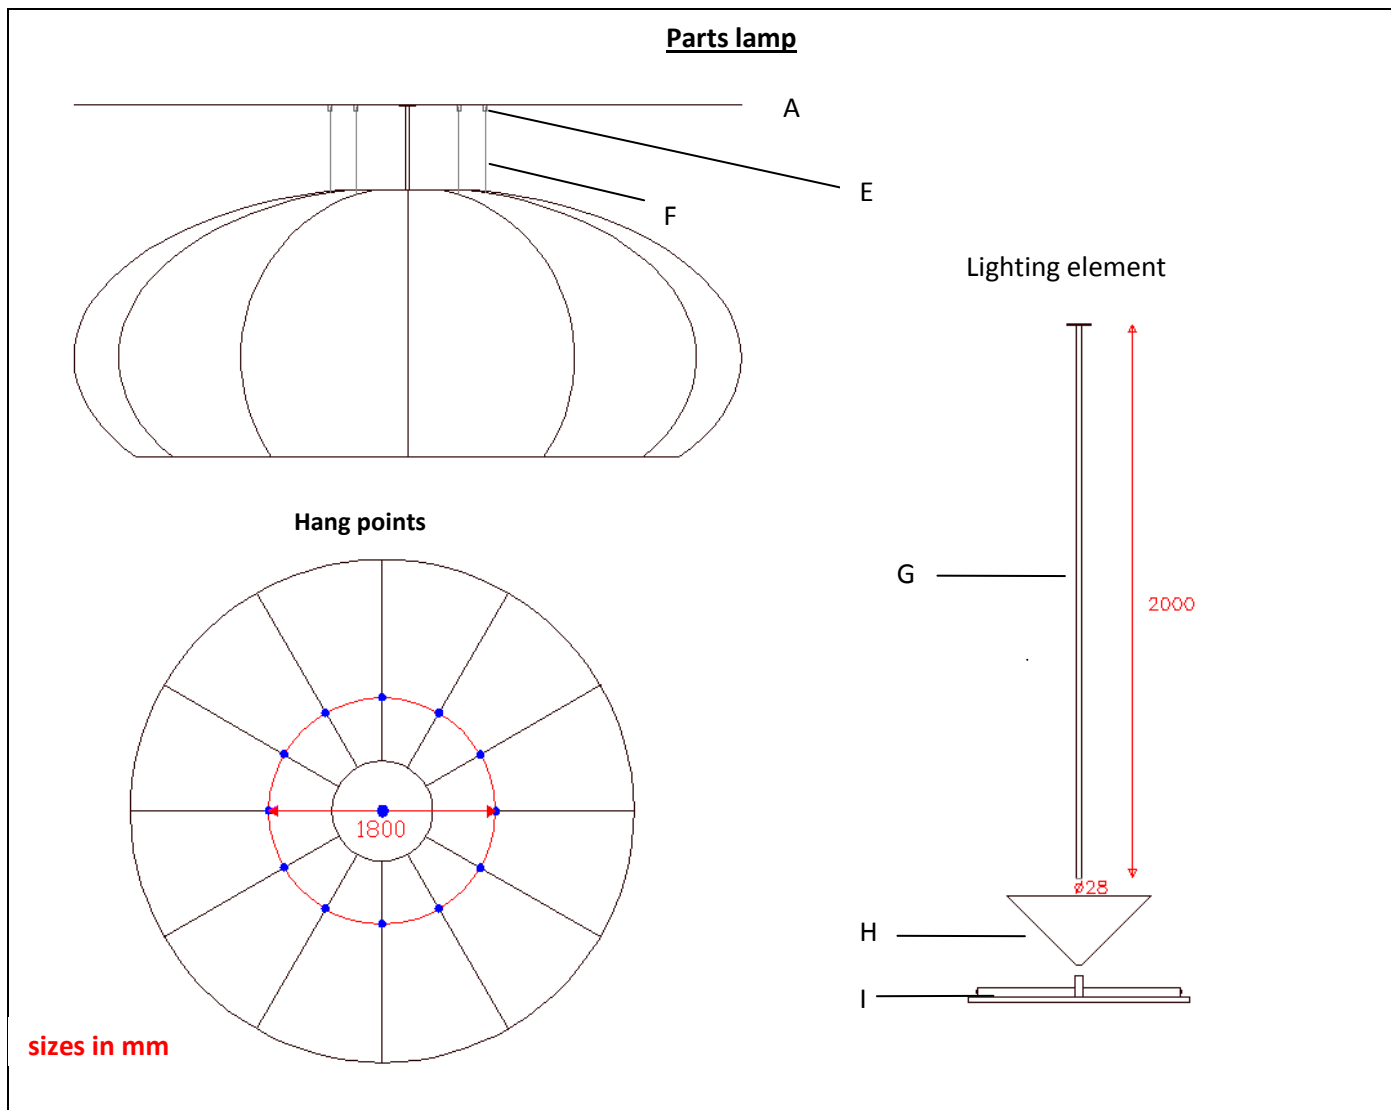 Parts lamp
A
E
F
Lighting element
Hang points
G
2000
1800
ø28
H
I
sizes in mm